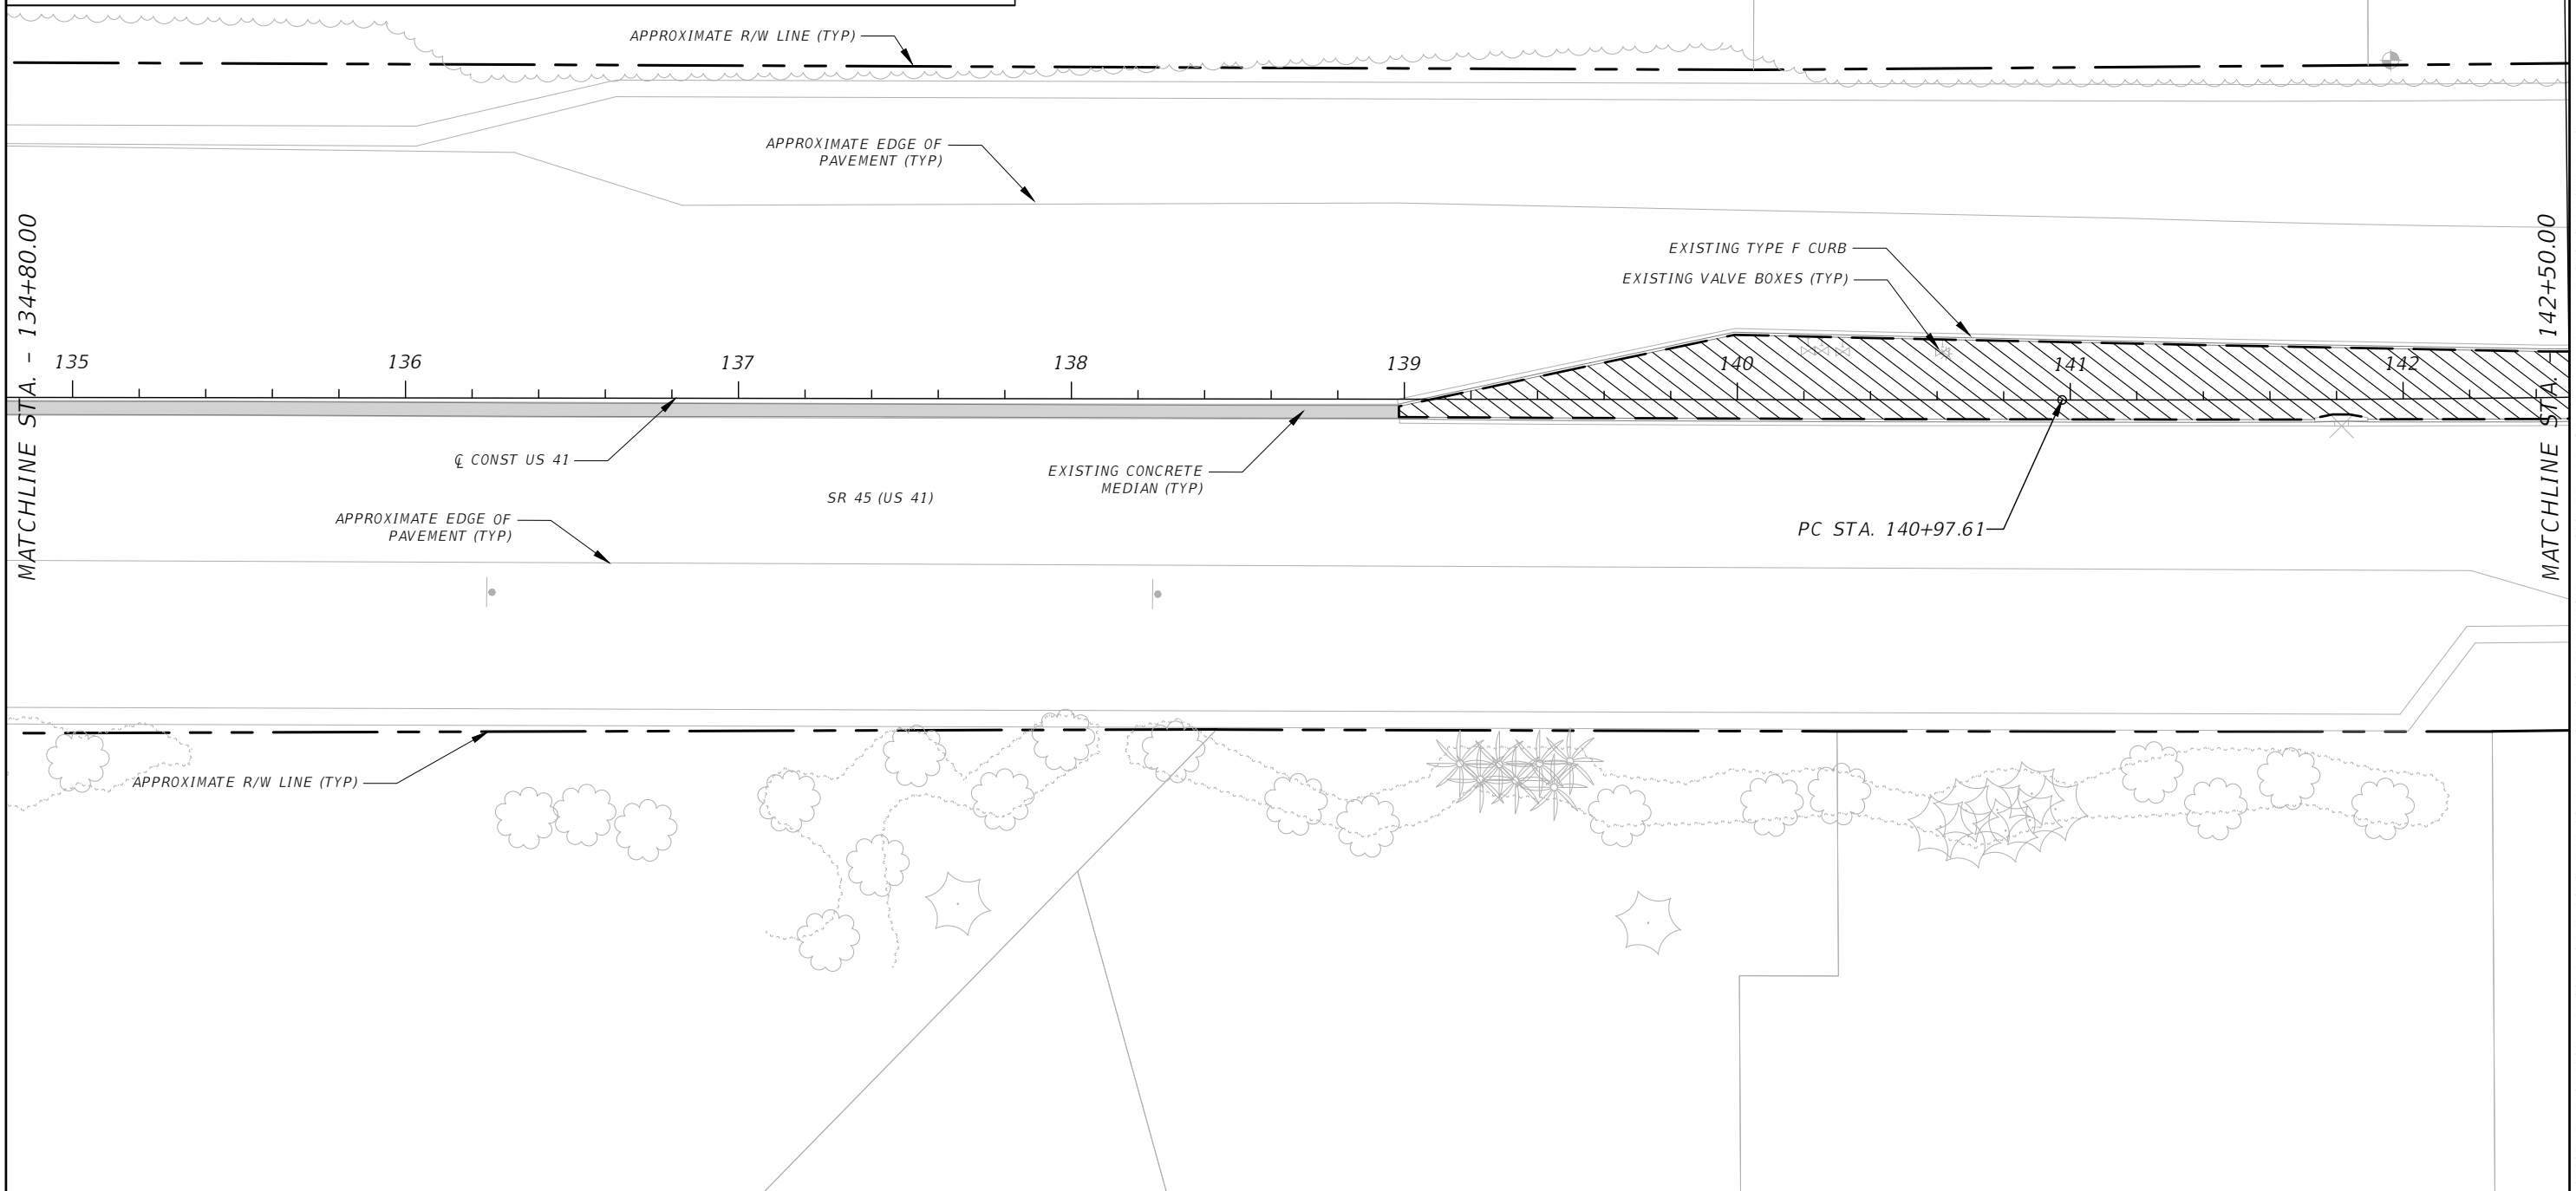 APPROXIMATE R/W LINE (TYP)
APPROXIMATE EDGE OF
PAVEMENT (TYP)
EXISTING TYPE F CURB
EXISTING VALVE BOXES (TYP)
MATCHLINE STA. - 134+80.00
135
136
137
138
139
140
141
142
MATCHLINE STA. - 142+50.00
℄ CONST US 41
EXISTING CONCRETE
MEDIAN (TYP)
SR 45 (US 41)
APPROXIMATE EDGE OF
PAVEMENT (TYP)
PC STA. 140+97.61
APPROXIMATE R/W LINE (TYP)